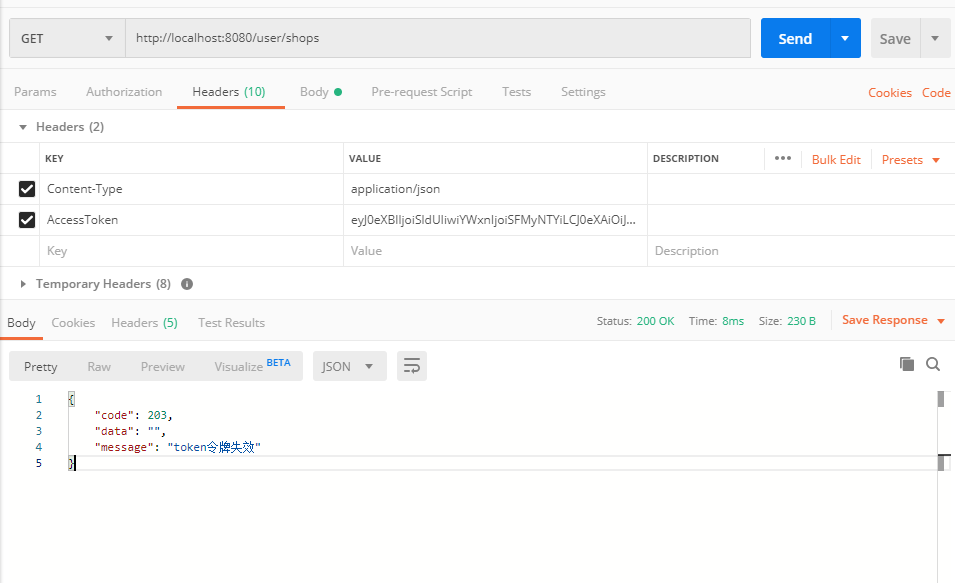 GET http://localhost:8080/user/shops Send Save
Params Authorization Headers (10) Body Pre-request Script Tests Settings Cookies Code
Headers (2)
KEY VALUE DESCRIPTION ••• Bulk Edit Presets
Content-Type application/json
AccessToken eyJ0eXBlIjoiSldUIiwiYWxnIjoiSFMyNTYiLCJ0eXAiOiJ...
Key Value Description
Temporary Headers (8)
Body Cookies Headers (5) Test Results Status: 200 OK Time: 8ms Size: 230 B Save Response
Pretty Raw Preview Visualize BETA JSON
1 {
2 "code": 203,
3 "data": "",
4 "message": "token令牌失效"
5 }